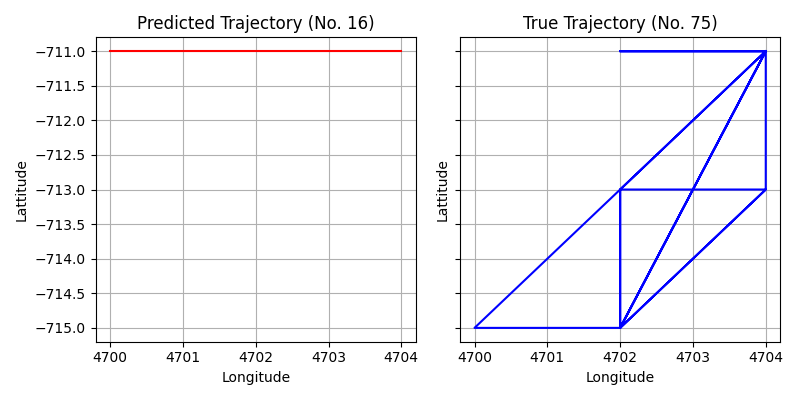 Predicted Trajectory (No. 16)
True Trajectory (No. 75)
−711.0
−711.5
−712.0
−712.5
−713.0
−713.5
−714.0
−714.5
−715.0
Lattitude
Lattitude
4700 4701 4702 4703 4704
4700 4701 4702 4703 4704
Longitude
Longitude